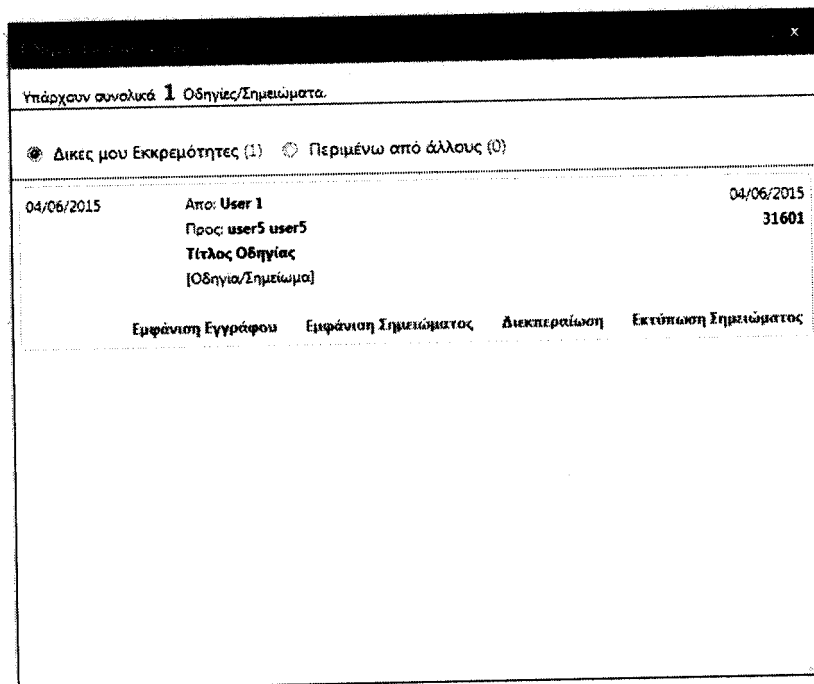 x
Υπάρχουν συνολικά 1 Οδηγίες/Σημειώματα.
Δικες μου Εκκρεμότητες (1) Περιμένω από άλλους (0)
04/06/2015 Απο: User 1 04/06/2015
Προς: user5 user5 31601
Τίτλος Οδηγίας
[Οδηγία/Σημείωμα]
Εμφάνιση Εγγράφου Εμφάνιση Σημειώματος Διεκπεραίωση Εκτύπωση Σημειώματος